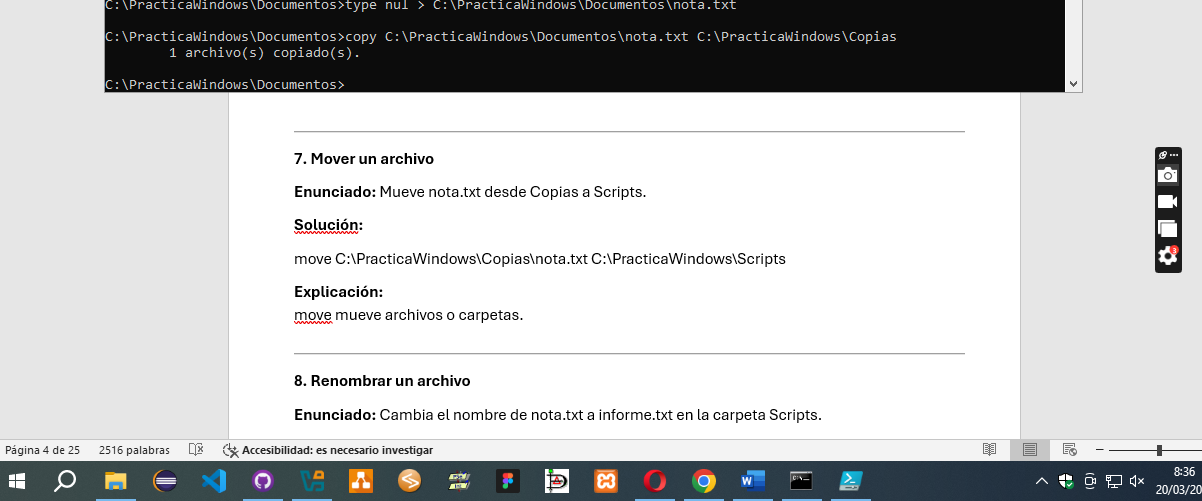 C:\PracticaWindows\Documentos>type nul > C:\PracticaWindows\Documentos\nota.txt
C:\PracticaWindows\Documentos>copy C:\PracticaWindows\Documentos\nota.txt C:\PracticaWindows\Copias
1 archivo(s) copiado(s).
C:\PracticaWindows\Documentos>
7. Mover un archivo
Enunciado: Mueve nota.txt desde Copias a Scripts.
Solución:
move C:\PracticaWindows\Copias\nota.txt C:\PracticaWindows\Scripts
Explicación:
move mueve archivos o carpetas.
8. Renombrar un archivo
Enunciado: Cambia el nombre de nota.txt a informe.txt en la carpeta Scripts.
Página 4 de 25 2516 palabras Accesibilidad: es necesario investigar
8:36
20/03/20